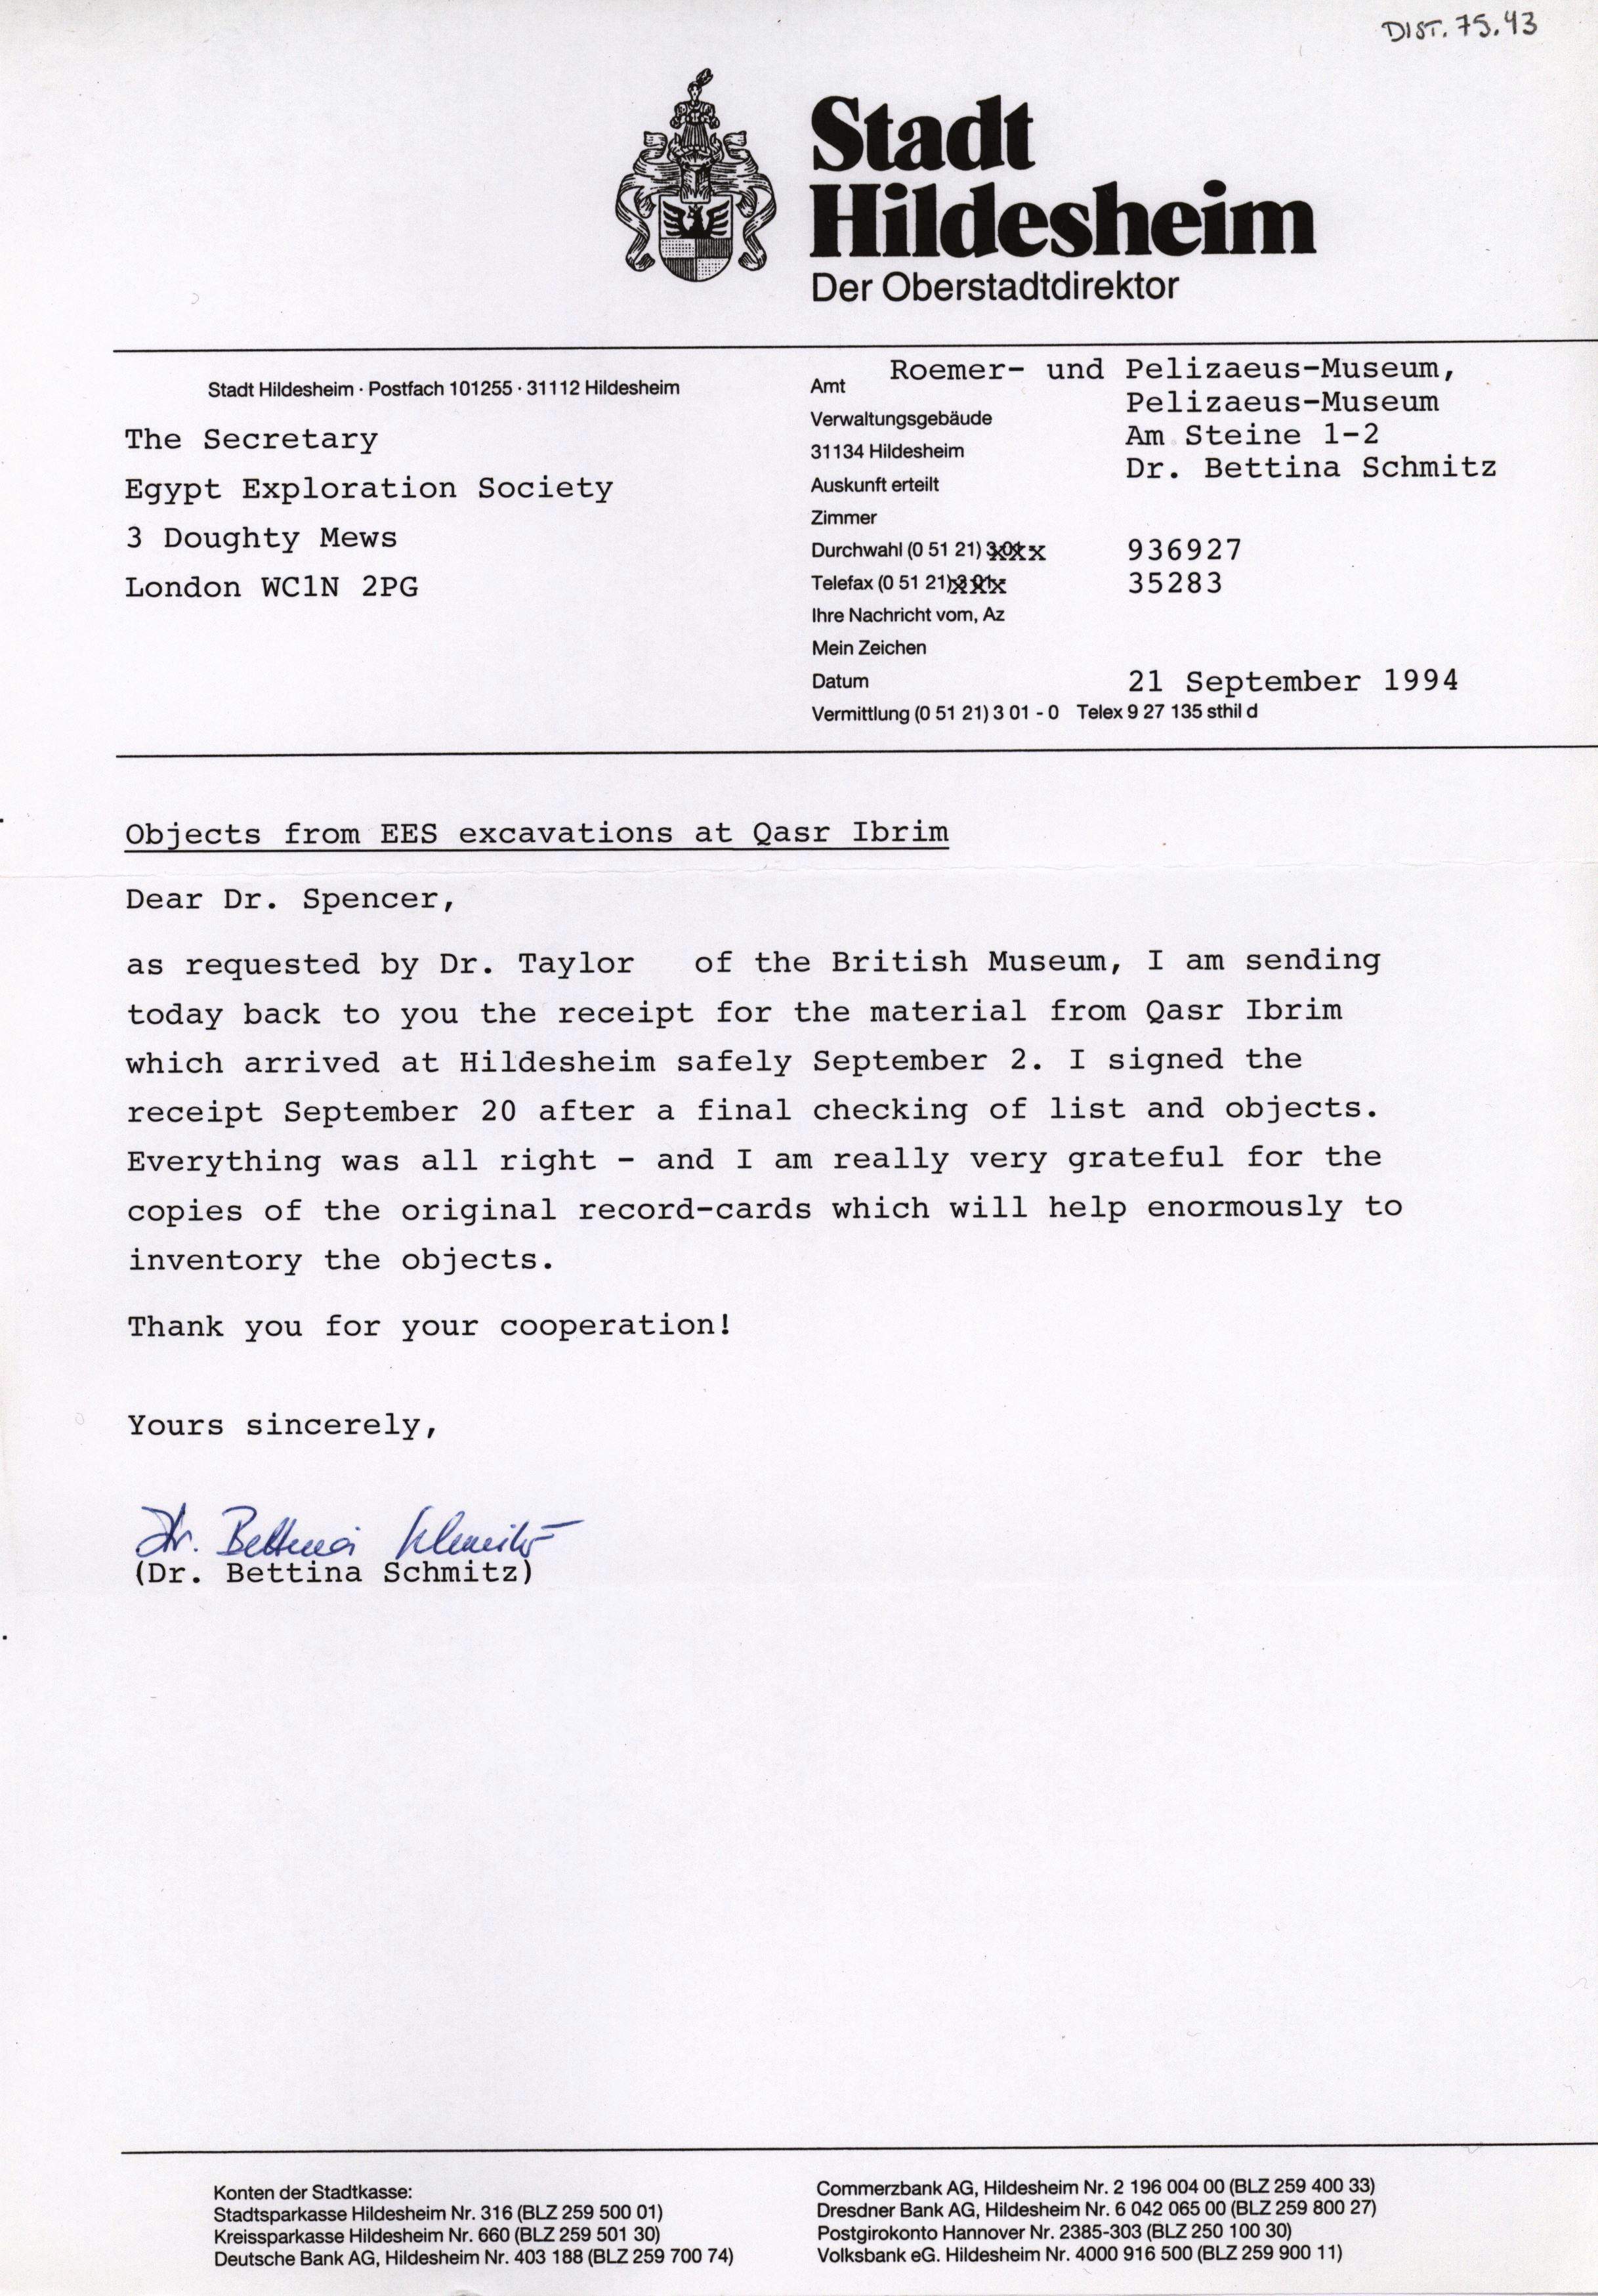 DIST. 75.43
Stadt
Hildesheim
Der Oberstadtdirektor
Stadt Hildesheim · Postfach 101255 · 31112 Hildesheim
The Secretary
Egypt Exploration Society
3 Doughty Mews
London WC1N 2PG
Amt Roemer- und Pelizaeus-Museum,
Verwaltungsgebäude Pelizaeus-Museum
31134 Hildesheim Am Steine 1-2
Auskunft erteilt Dr. Bettina Schmitz
Zimmer
Durchwahl (0 51 21) 936927
Telefax (0 51 21) 35283
Ihre Nachricht vom, Az
Mein Zeichen
Datum 21 September 1994
Vermittlung (0 51 21) 3 01 - 0 Telex 9 27 135 sthil d
Objects from EES excavations at Qasr Ibrim
Dear Dr. Spencer,
as requested by Dr. Taylor of the British Museum, I am sending
today back to you the receipt for the material from Qasr Ibrim
which arrived at Hildesheim safely September 2. I signed the
receipt September 20 after a final checking of list and objects.
Everything was all right - and I am really very grateful for the
copies of the original record-cards which will help enormously to
inventory the objects.
Thank you for your cooperation!
Yours sincerely,
Dr. Bettina Schmitz
(Dr. Bettina Schmitz)
Konten der Stadtkasse:
Stadtsparkasse Hildesheim Nr. 316 (BLZ 259 500 01)
Kreissparkasse Hildesheim Nr. 660 (BLZ 259 501 30)
Deutsche Bank AG, Hildesheim Nr. 403 188 (BLZ 259 700 74)
Commerzbank AG, Hildesheim Nr. 2 196 004 00 (BLZ 259 400 33)
Dresdner Bank AG, Hildesheim Nr. 6 042 065 00 (BLZ 259 800 27)
Postgirokonto Hannover Nr. 2385-303 (BLZ 250 100 30)
Volksbank eG. Hildesheim Nr. 4000 916 500 (BLZ 259 900 11)